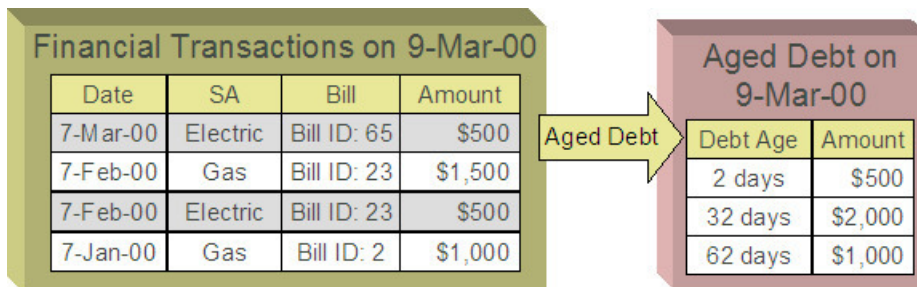 Financial Transactions on 9-Mar-00
Date SA Bill Amount
7-Mar-00 Electric Bill ID: 65 $500
7-Feb-00 Gas Bill ID: 23 $1,500
7-Feb-00 Electric Bill ID: 23 $500
7-Jan-00 Gas Bill ID: 2 $1,000
Aged Debt
Aged Debt on
9-Mar-00
Debt Age Amount
2 days $500
32 days $2,000
62 days $1,000